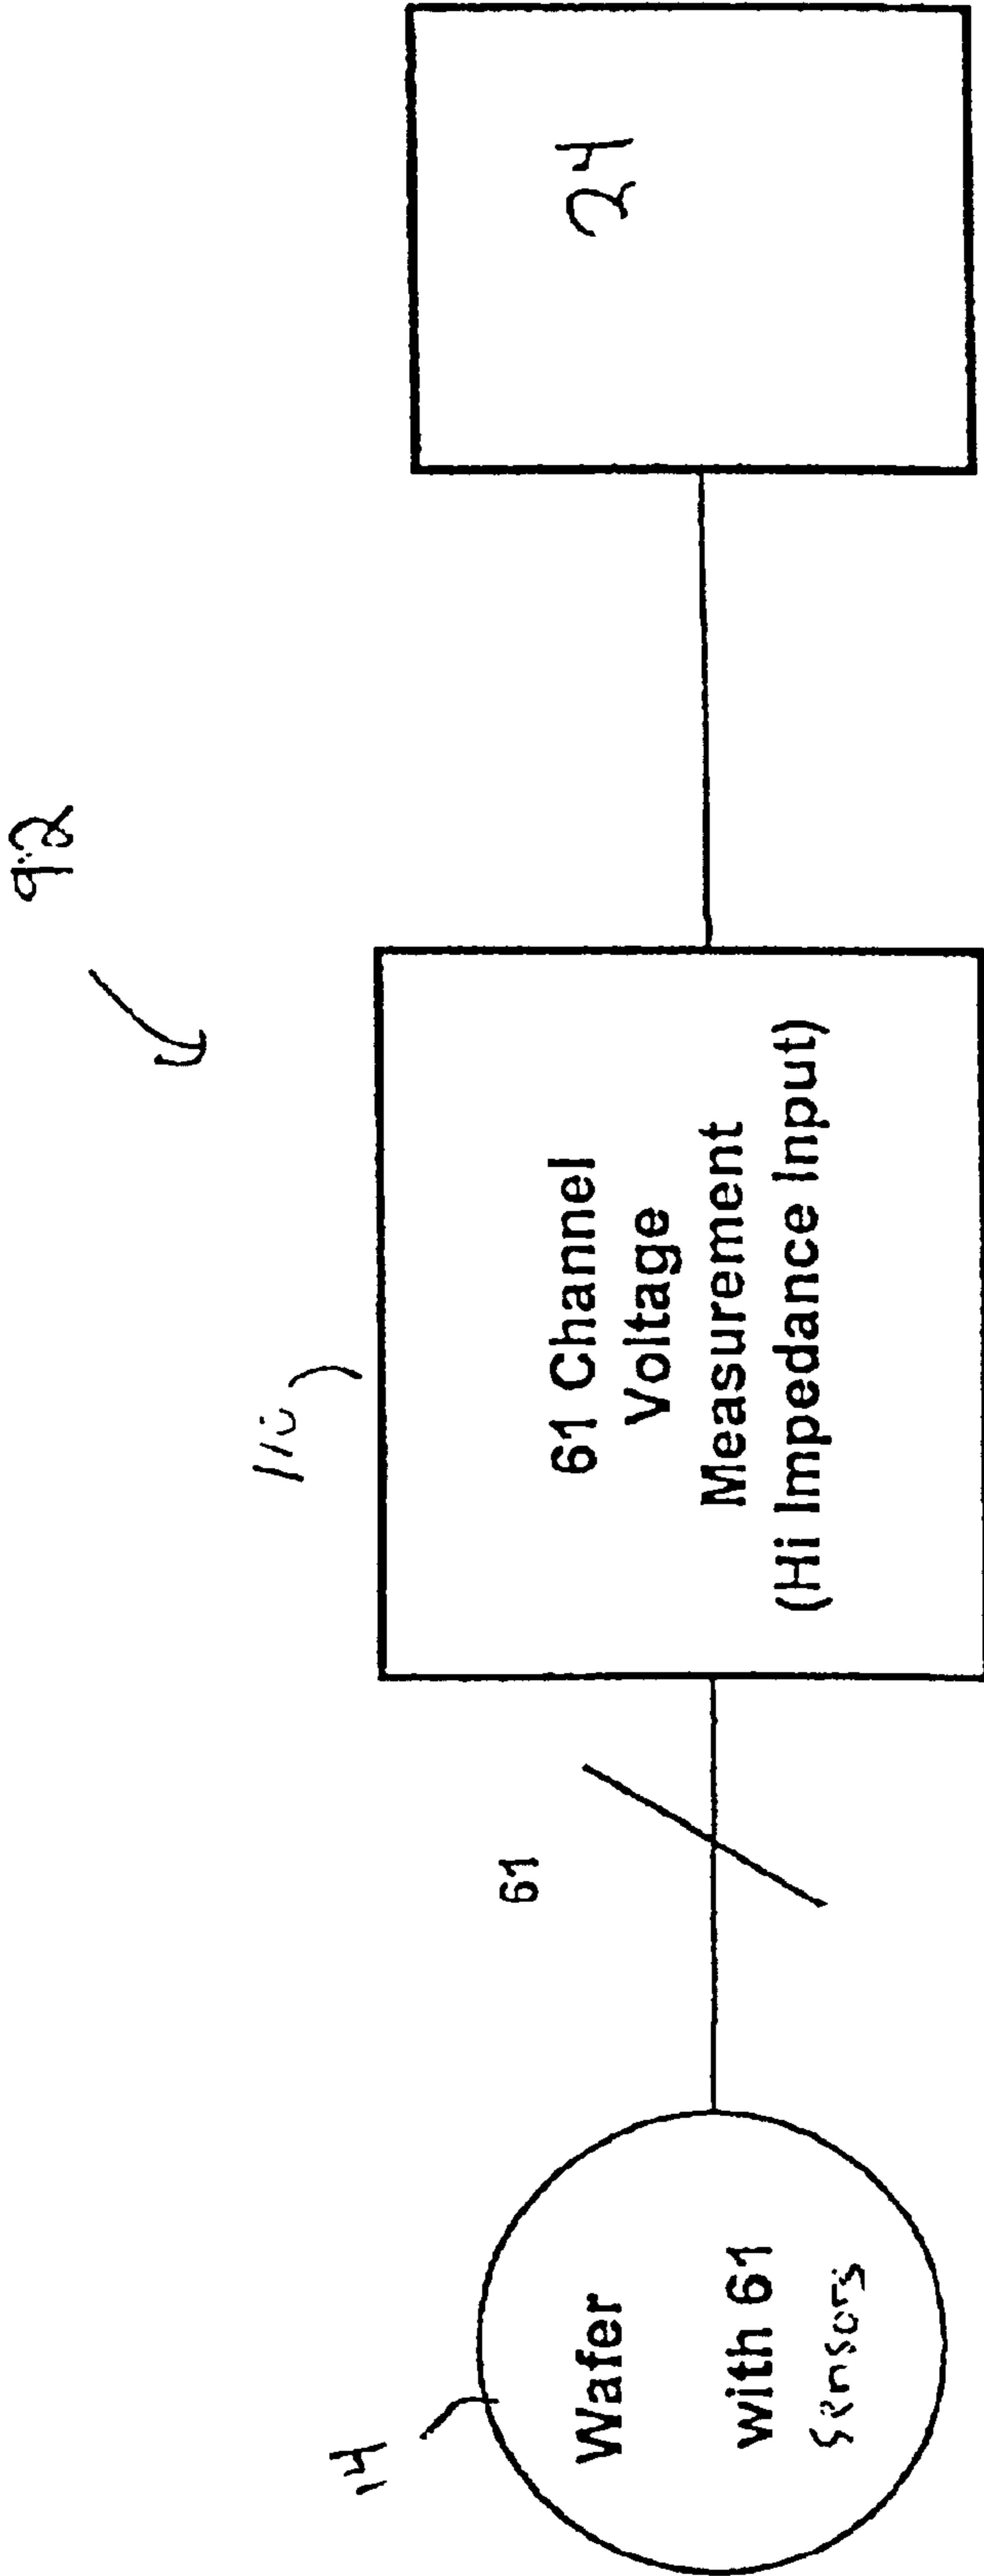 92
110
61 Channel
Voltage
Measurement
(Hi Impedance Input)
24
61
14
Wafer
with 61
Sensors